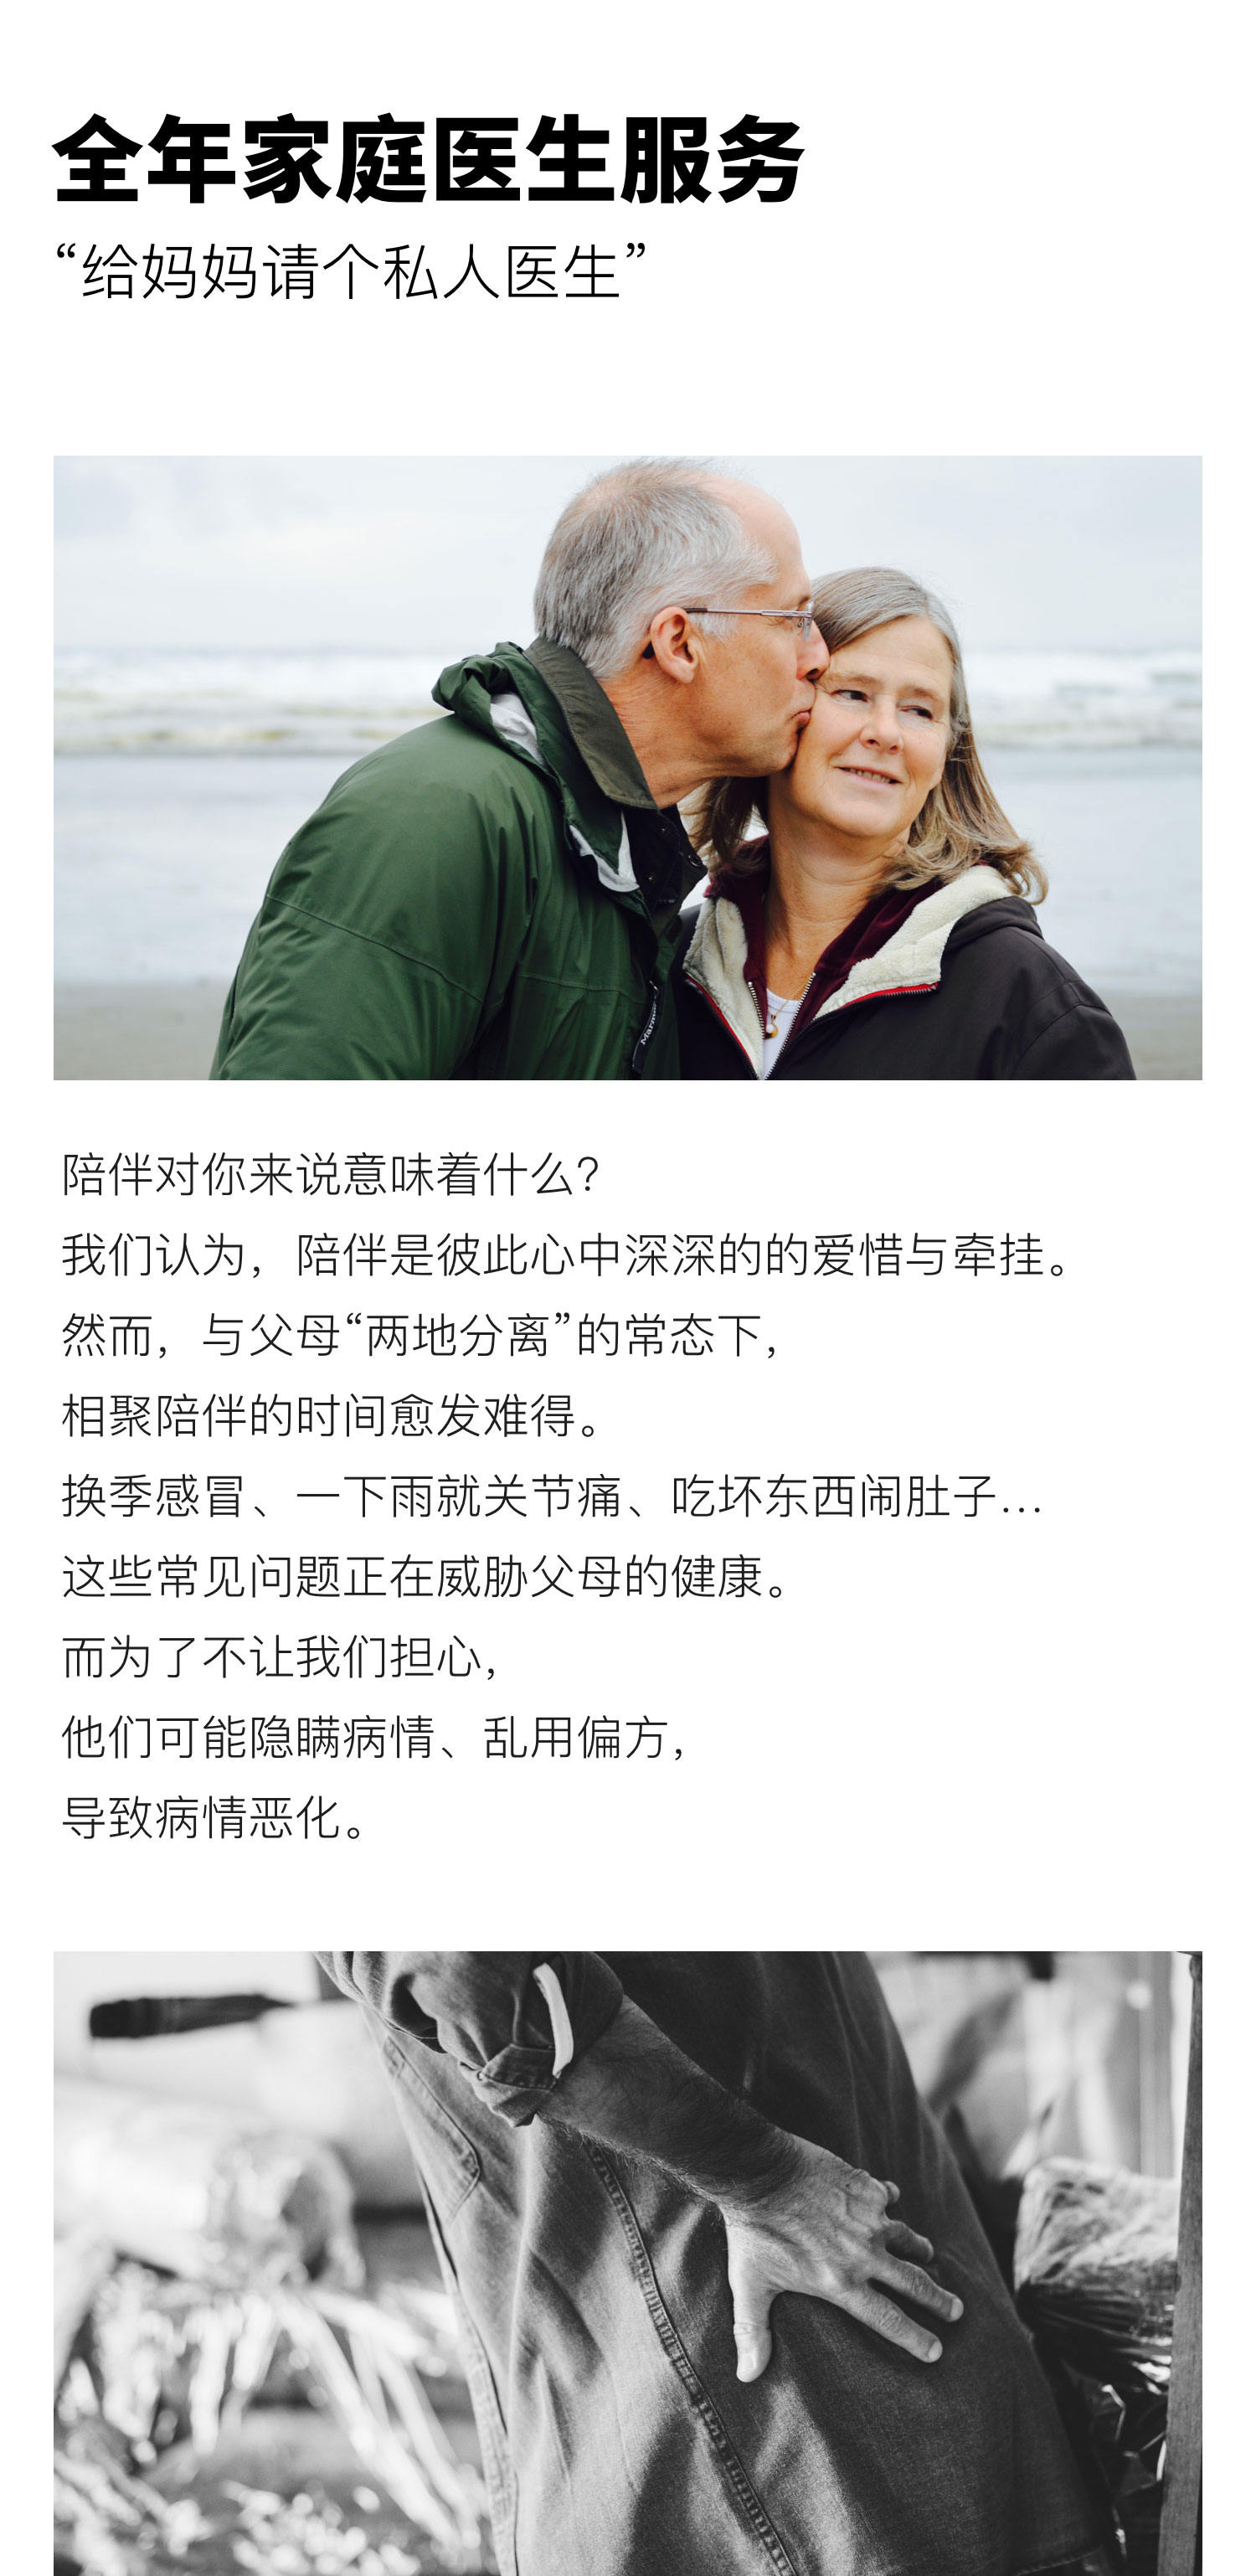 全年家庭医生服务
“给妈妈请个私人医生”
Marmot
陪伴对你来说意味着什么?
我们认为，陪伴是彼此心中深深的的爱惜与牵挂。
然而，与父母“两地分离”的常态下，
相聚陪伴的时间愈发难得。
换季感冒、一下雨就关节痛、吃坏东西闹肚子…
这些常见问题正在威胁父母的健康。
而为了不让我们担心，
他们可能隐瞒病情、乱用偏方，
导致病情恶化。